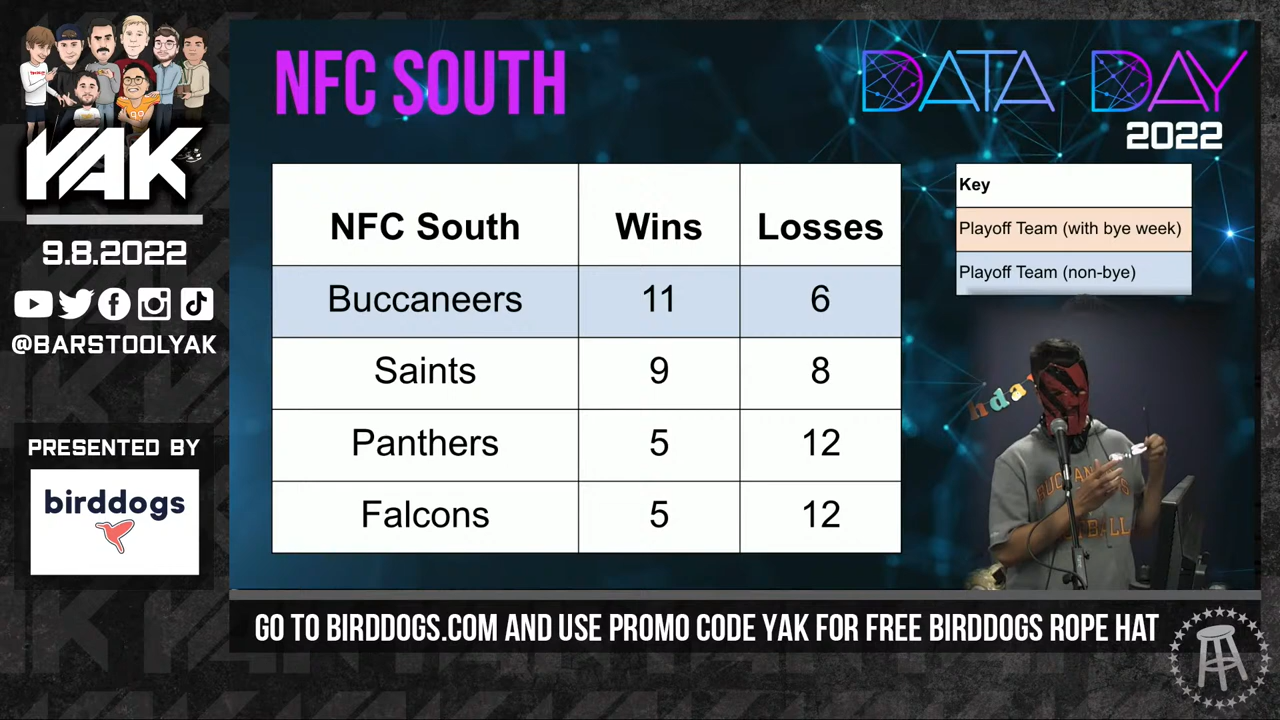 YAK
9.8.2022
@BARSTOOLYAK
PRESENTED BY
birddogs
NFC SOUTH
DATA DAY
2022
NFC South Wins Losses
Buccaneers 11 6
Saints 9 8
Panthers 5 12
Falcons 5 12
Key
Playoff Team (with bye week)
Playoff Team (non-bye)
GO TO BIRDDOGS.COM AND USE PROMO CODE YAK FOR FREE BIRDDOGS ROPE HAT